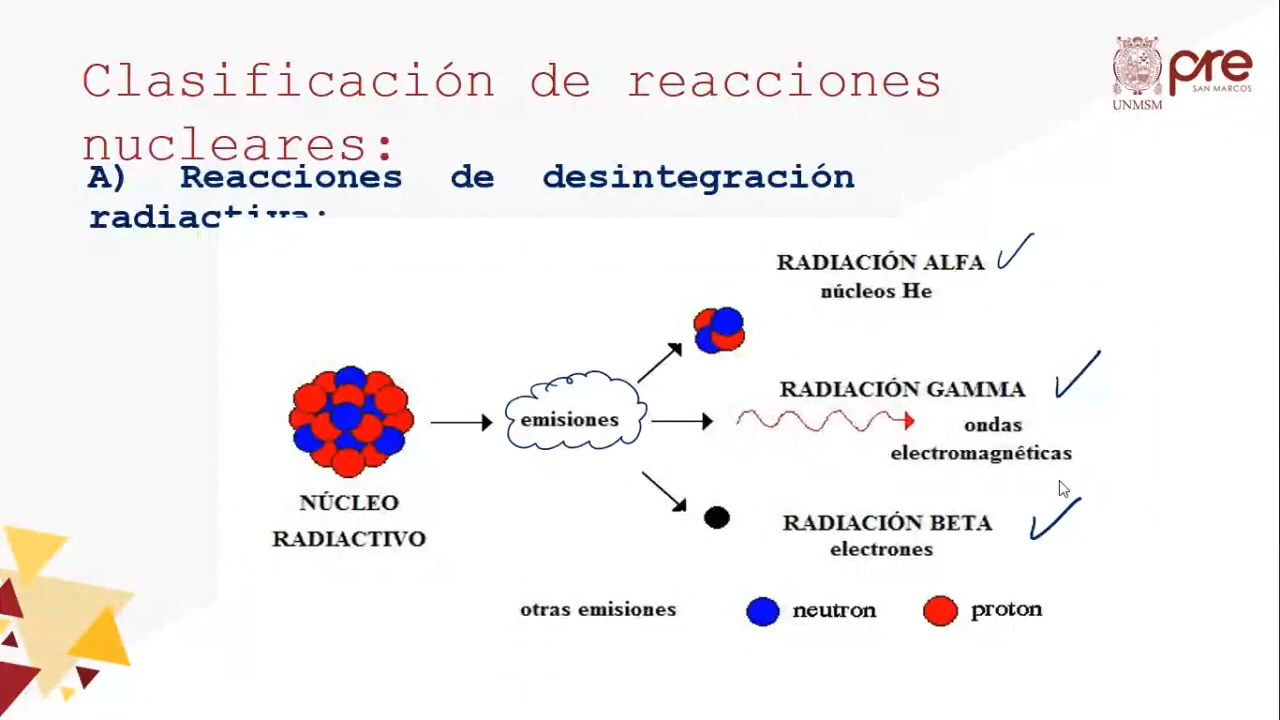 Clasificación de reacciones
nucleares:
pre
SAN MARCOS
UNMSM
A) Reacciones de desintegración
radiactiva:
RADIACIÓN ALFA
núcleos He
RADIACIÓN GAMMA
ondas
electromagnéticas
emisiones
NÚCLEO
RADIACTIVO
RADIACIÓN BETA
electrones
otras emisiones
neutron
proton